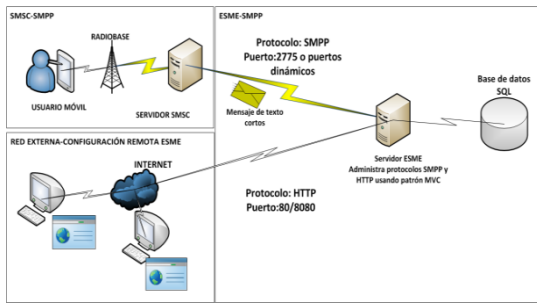 SMSC-SMPP
RADIOBASE
USUARIO MÓVIL
SERVIDOR SMSC
ESME-SMPP
Protocolo: SMPP
Puerto:2775 o puertos
dinámicos
Mensaje de texto
cortos
Base de datos
SQL
Servidor ESME
Administra protocolos SMPP y
HTTP usando patrón MVC
RED EXTERNA-CONFIGURACIÓN REMOTA ESME
INTERNET
Protocolo: HTTP
Puerto:80/8080